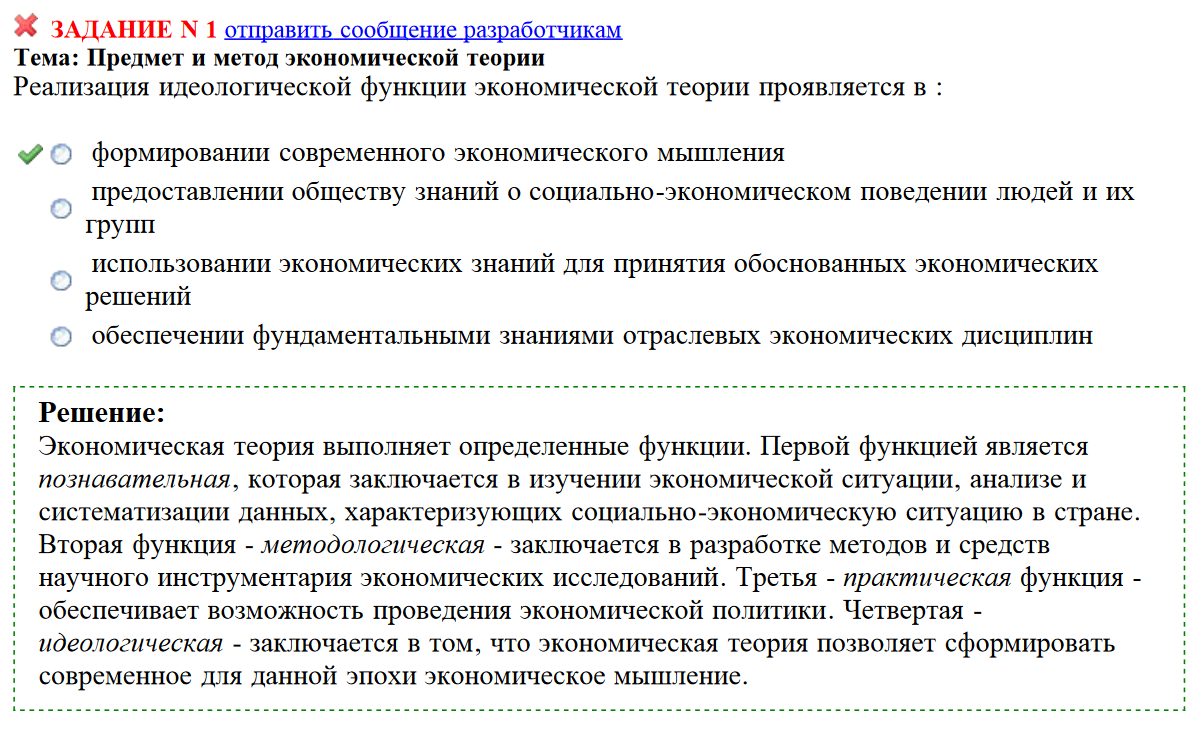 ЗАДАНИЕ N 1 отправить сообщение разработчикам
Тема: Предмет и метод экономической теории
Реализация идеологической функции экономической теории проявляется в :
формировании современного экономического мышления
предоставлении обществу знаний о социально-экономическом поведении людей и их
групп
использовании экономических знаний для принятия обоснованных экономических
решений
обеспечении фундаментальными знаниями отраслевых экономических дисциплин
Решение:
Экономическая теория выполняет определенные функции. Первой функцией является
познавательная, которая заключается в изучении экономической ситуации, анализе и
систематизации данных, характеризующих социально-экономическую ситуацию в стране.
Вторая функция - методологическая - заключается в разработке методов и средств
научного инструментария экономических исследований. Третья - практическая функция -
обеспечивает возможность проведения экономической политики. Четвертая -
идеологическая - заключается в том, что экономическая теория позволяет сформировать
современное для данной эпохи экономическое мышление.